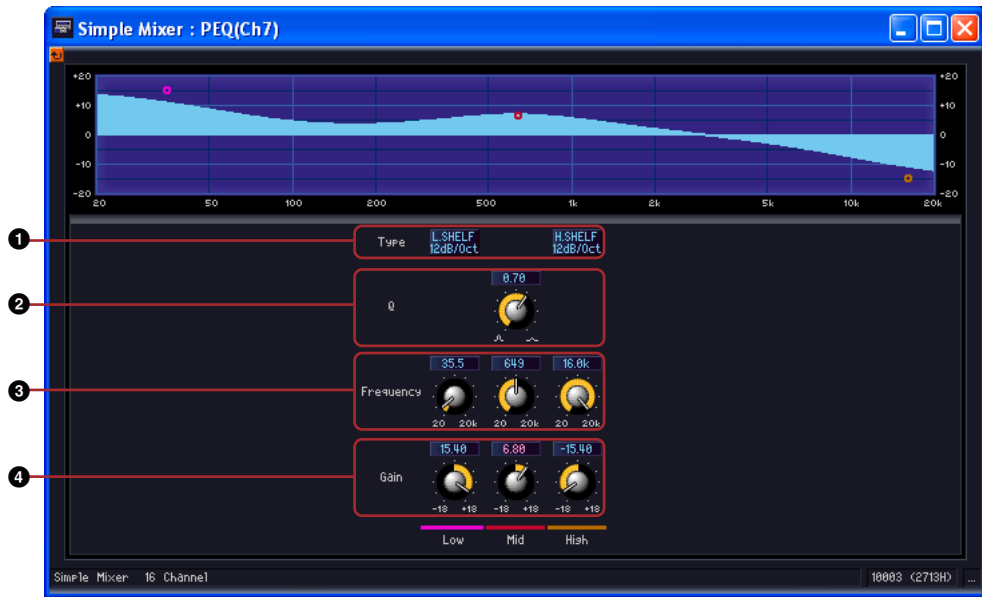 Simple Mixer : PEQ(Ch7)
+20 +20
+10 +10
0 0
-10 -10
-20 -20
20 50 100 200 500 1k 2k 5k 10k 20k
1 Type L.SHELF 12dB/Oct H.SHELF 12dB/Oct
0.70
2 Q
35.5 649 16.0k
3 Frequency
20 20k 20 20k 20 20k
15.40 6.80 -15.40
4 Gain
-18 +18 -18 +18 -18 +18
Low Mid High
Simple Mixer 16 Channel 10003 (2713H) ...